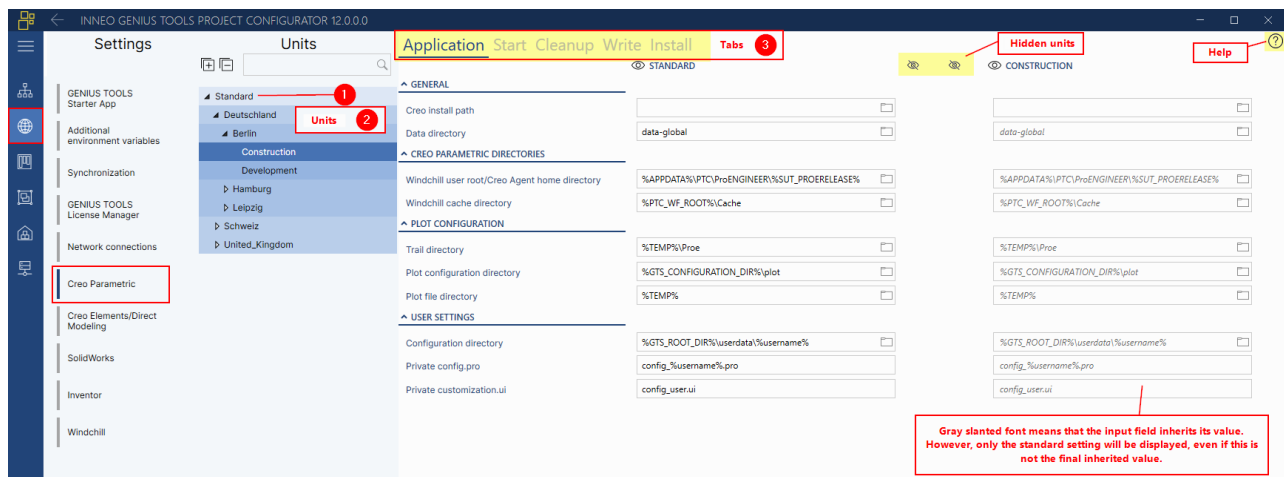 INNEO GENIUS TOOLS PROJECT CONFIGURATOR 12.0.0.0
Settings
Units
Application Start Cleanup Write Install
Tabs 3
Hidden units
Help
?
STANDARD
CONSTRUCTION
GENIUS TOOLS
Starter App
Additional
environment variables
Synchronization
GENIUS TOOLS
License Manager
Network connections
Creo Parametric
Creo Elements/Direct
Modeling
SolidWorks
Inventor
Windchill
Standard 1
Deutschland
Units 2
Berlin
Construction
Development
Hamburg
Leipzig
Schweiz
United_Kingdom
GENERAL
Creo install path
Data directory data-global data-global
CREO PARAMETRIC DIRECTORIES
Windchill user root/Creo Agent home directory %APPDATA%\PTC\ProENGINEER\%SUT_PROERELEASE% %APPDATA%\PTC\ProENGINEER\%SUT_PROERELEASE%
Windchill cache directory %PTC_WF_ROOT%\Cache %PTC_WF_ROOT%\Cache
PLOT CONFIGURATION
Trail directory %TEMP%\Proe %TEMP%\Proe
Plot configuration directory %GTS_CONFIGURATION_DIR%\plot %GTS_CONFIGURATION_DIR%\plot
Plot file directory %TEMP% %TEMP%
USER SETTINGS
Configuration directory %GTS_ROOT_DIR%\userdata\%username% %GTS_ROOT_DIR%\userdata\%username%
Private config.pro config_%username%.pro config_%username%.pro
Private customization.ui config_user.ui config_user.ui
Gray slanted font means that the input field inherits its value.
However, only the standard setting will be displayed, even if this is
not the final inherited value.